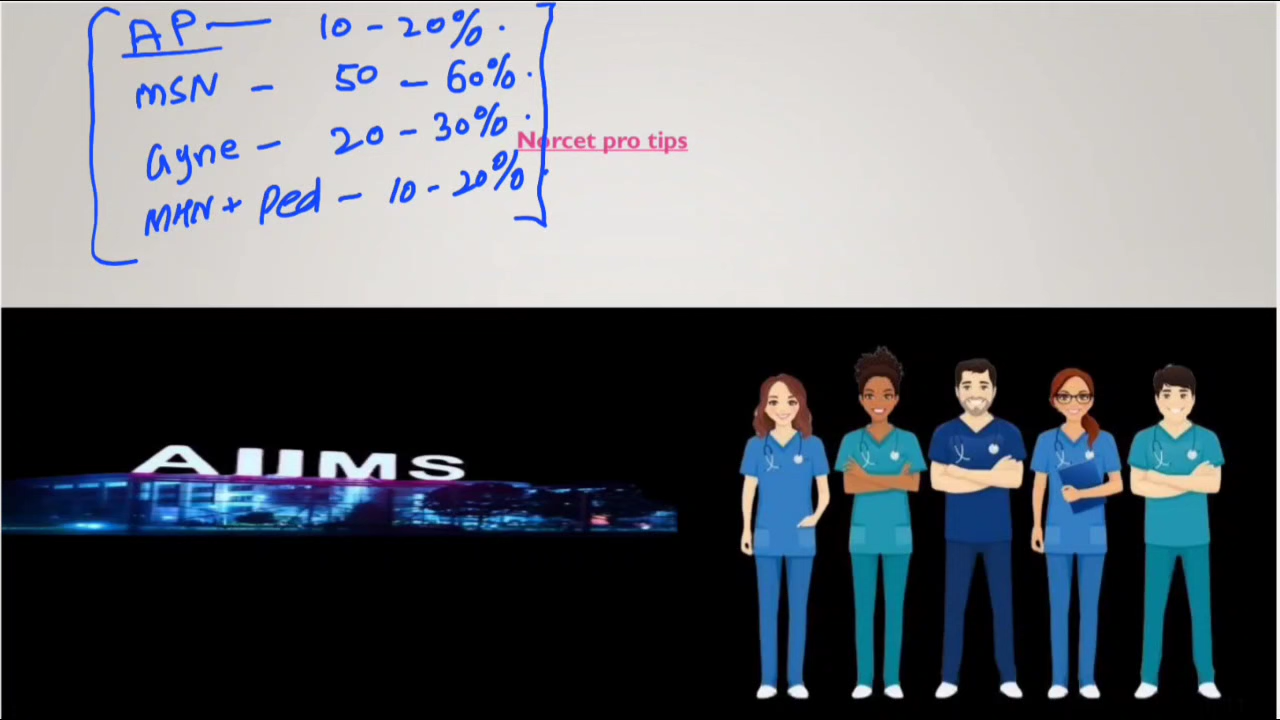 AP — 10 - 20%.
MSN - 50 - 60%.
Gyne - 20 - 30%.
MHN + Ped - 10 - 20%.
Norcet pro tips
AIIMS